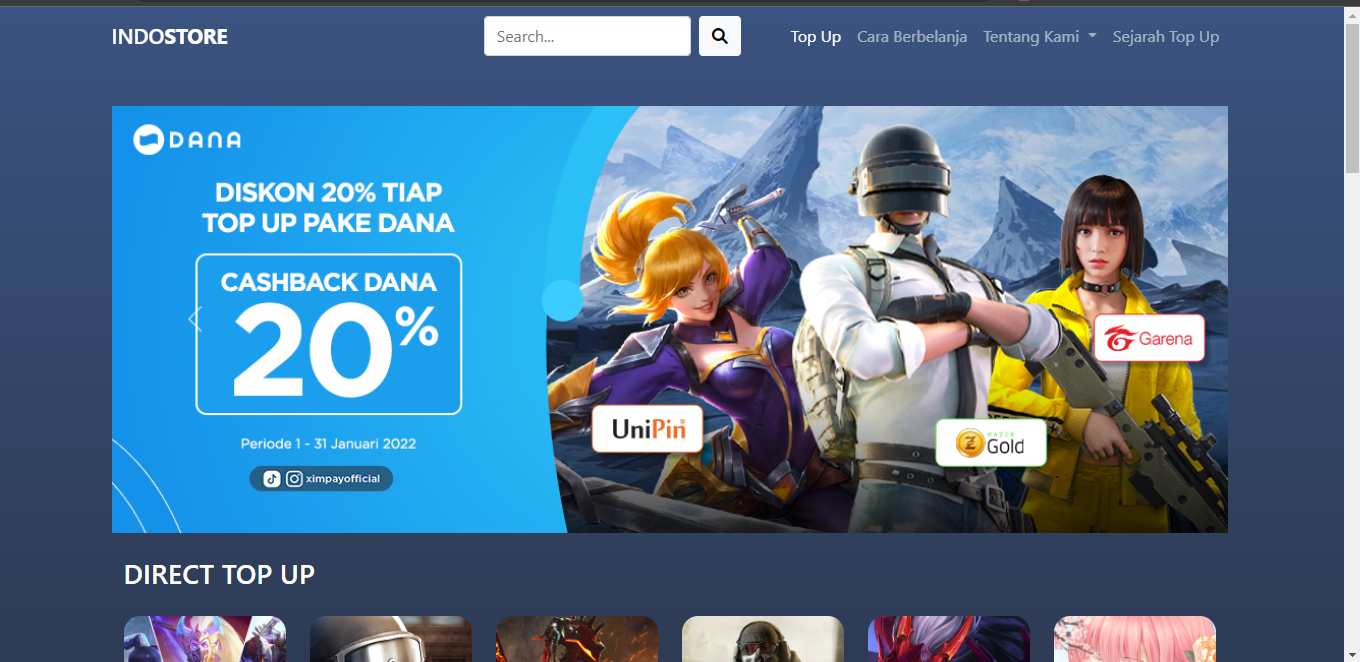 INDOSTORE
Search...
Top Up
Cara Berbelanja
Tentang Kami
Sejarah Top Up
DANA
DISKON 20% TIAP
TOP UP PAKE DANA
CASHBACK DANA
20%
Periode 1 - 31 Januari 2022
ximpayofficial
UniPin
RAZER
Gold
Garena
DIRECT TOP UP